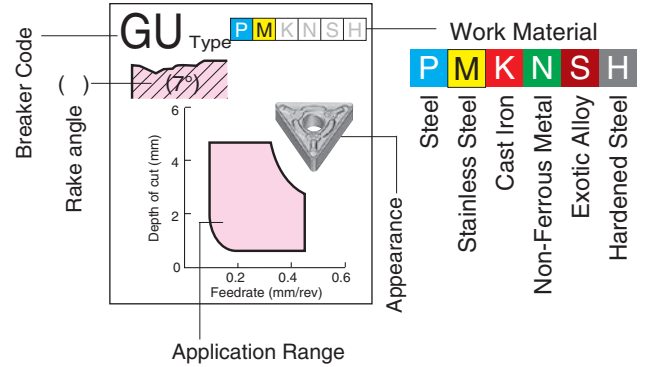 GU Type P M K N S H
Work Material
P M K N S H
Steel
Stainless Steel
Cast Iron
Non-Ferrous Metal
Exotic Alloy
Hardened Steel
Breaker Code
( )
Rake angle
(7°)
Depth of cut (mm)
6
4
2
0
0.2 0.4 0.6
Feedrate (mm/rev)
Appearance
Application Range